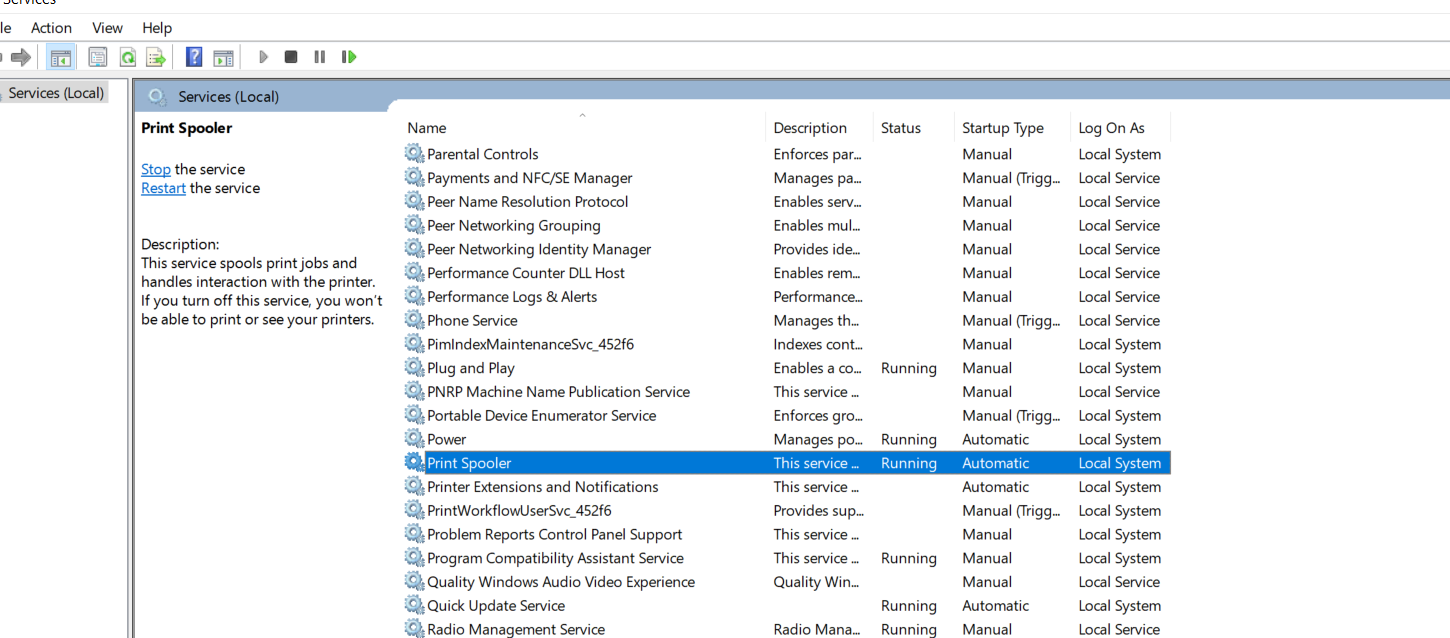 Services
le Action View Help
Services (Local)
Services (Local)
Print Spooler
Stop the service
Restart the service
Description:
This service spools print jobs and
handles interaction with the printer.
If you turn off this service, you won't
be able to print or see your printers.
Name Description Status Startup Type Log On As
Parental Controls Enforces par... Manual Local System
Payments and NFC/SE Manager Manages pa... Manual (Trigg... Local Service
Peer Name Resolution Protocol Enables serv... Manual Local Service
Peer Networking Grouping Enables mul... Manual Local Service
Peer Networking Identity Manager Provides ide... Manual Local Service
Performance Counter DLL Host Enables rem... Manual Local Service
Performance Logs & Alerts Performance... Manual Local Service
Phone Service Manages th... Manual (Trigg... Local Service
PimIndexMaintenanceSvc_452f6 Indexes cont... Manual Local System
Plug and Play Enables a co... Running Manual Local System
PNRP Machine Name Publication Service This service ... Manual Local Service
Portable Device Enumerator Service Enforces gro... Manual (Trigg... Local System
Power Manages po... Running Automatic Local System
Print Spooler This service ... Running Automatic Local System
Printer Extensions and Notifications This service ... Automatic Local System
PrintWorkflowUserSvc_452f6 Provides sup... Manual (Trigg... Local System
Problem Reports Control Panel Support This service ... Manual Local System
Program Compatibility Assistant Service This service ... Running Manual Local System
Quality Windows Audio Video Experience Quality Win... Manual Local Service
Quick Update Service Running Automatic Local System
Radio Management Service Radio Mana... Running Manual Local Service